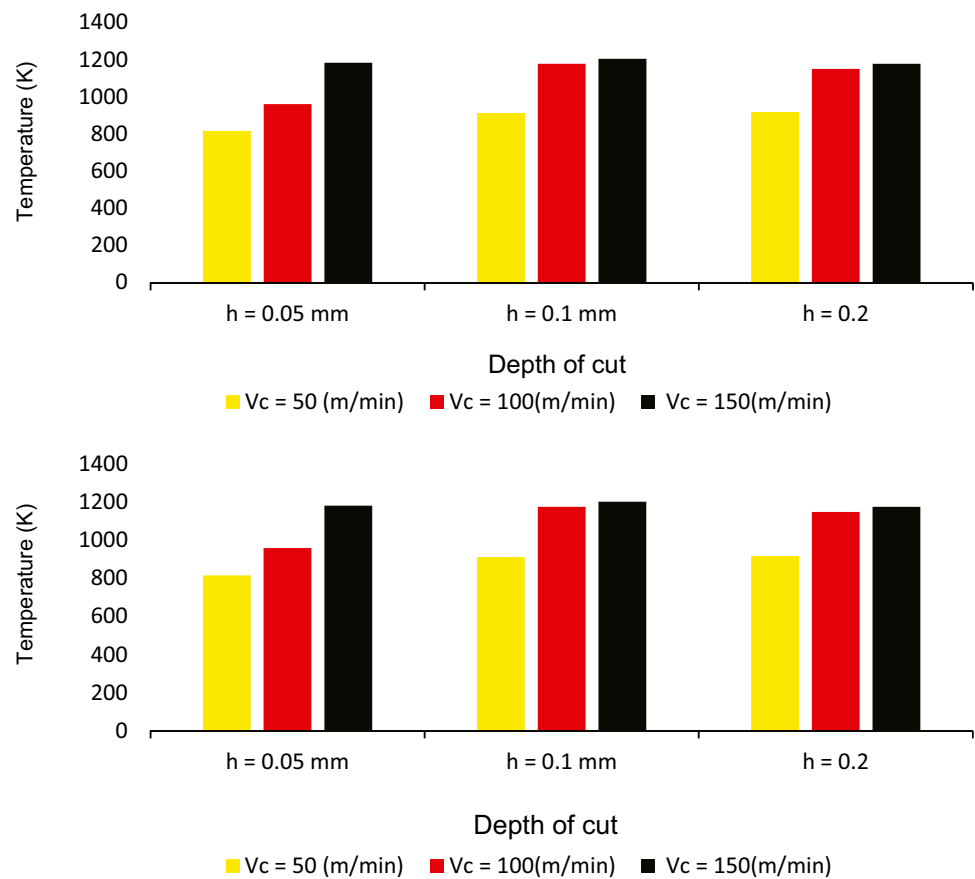 Temperature (K)
1400
1200
1000
800
600
400
200
0
h = 0.05 mm h = 0.1 mm h = 0.2
Depth of cut
Vc = 50 (m/min) Vc = 100(m/min) Vc = 150(m/min)
Temperature (K)
1400
1200
1000
800
600
400
200
0
h = 0.05 mm h = 0.1 mm h = 0.2
Depth of cut
Vc = 50 (m/min) Vc = 100(m/min) Vc = 150(m/min)